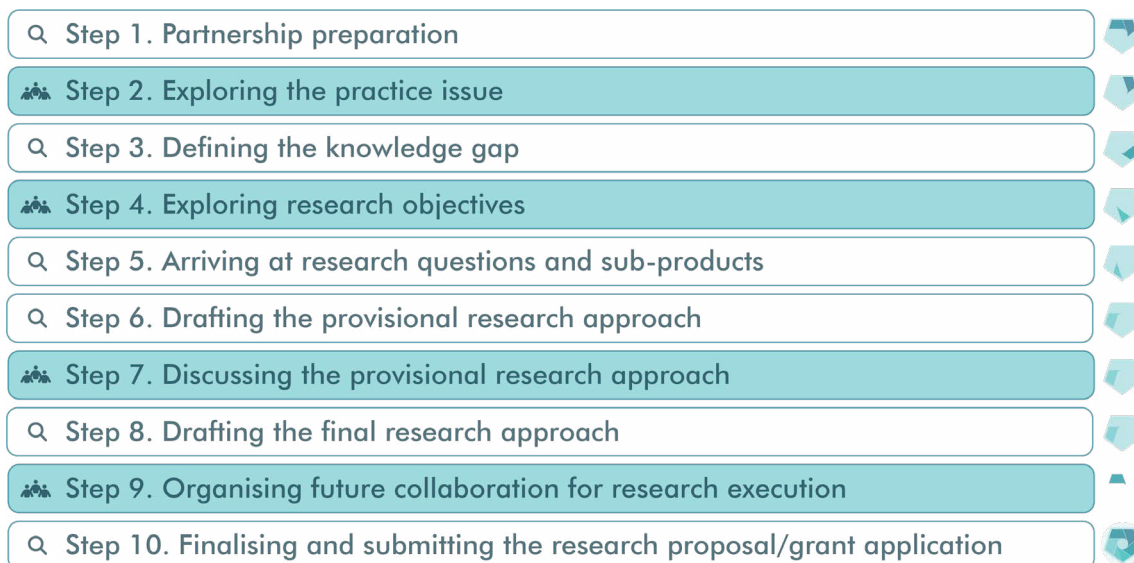 Step 1. Partnership preparation
Step 2. Exploring the practice issue
Step 3. Defining the knowledge gap
Step 4. Exploring research objectives
Step 5. Arriving at research questions and sub-products
Step 6. Drafting the provisional research approach
Step 7. Discussing the provisional research approach
Step 8. Drafting the final research approach
Step 9. Organising future collaboration for research execution
Step 10. Finalising and submitting the research proposal/grant application